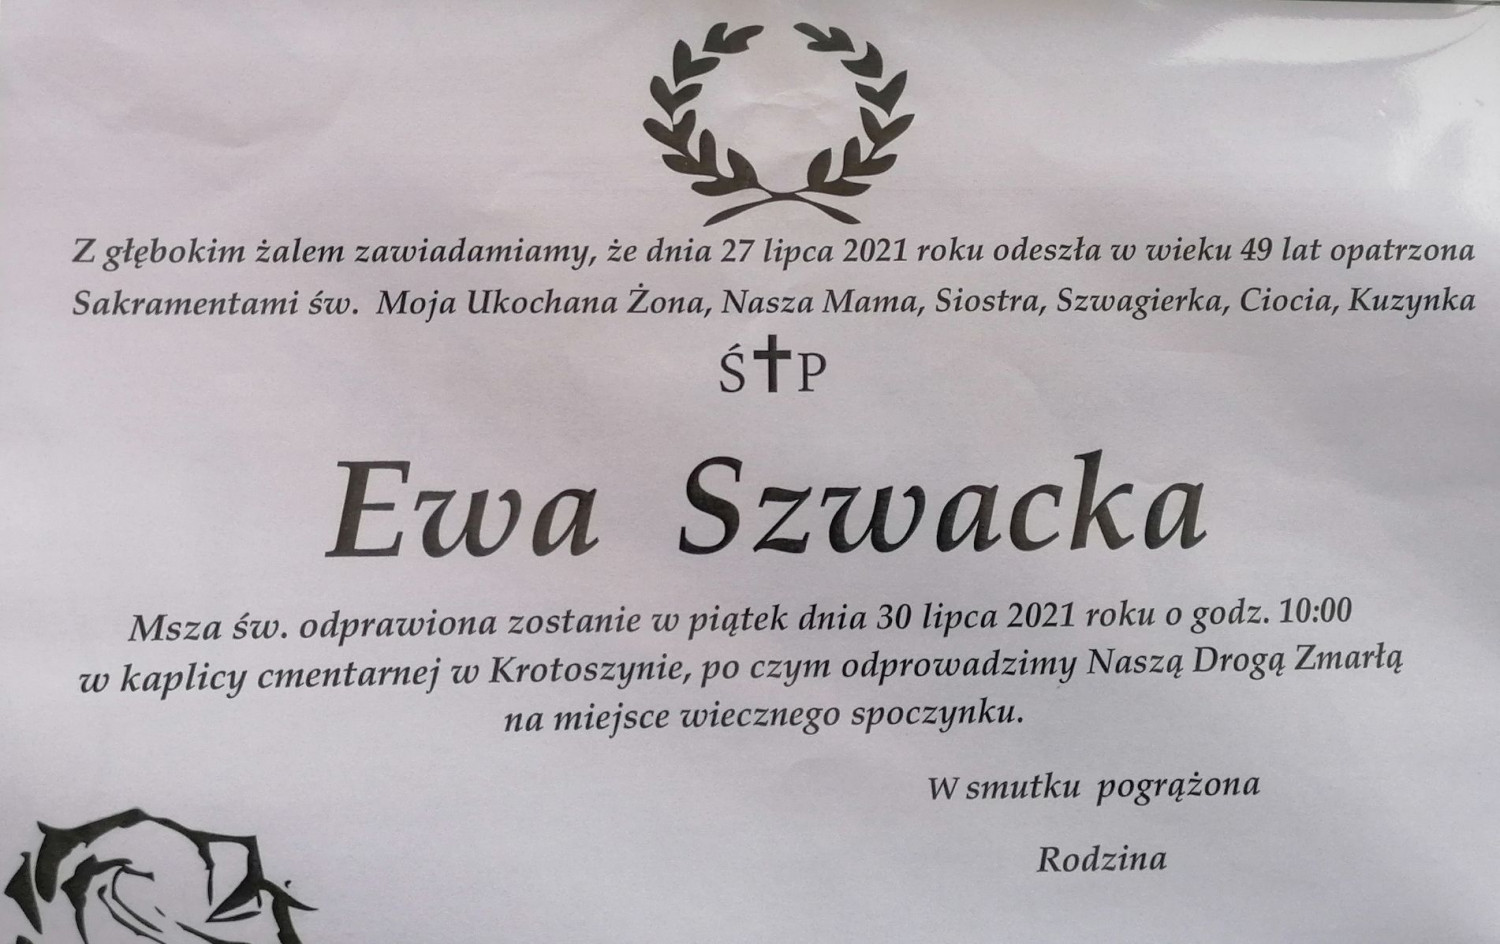 Z głębokim żalem zawiadamiamy, że dnia 27 lipca 2021 roku odeszła w wieku 49 lat opatrzona
Sakramentami św. Moja Ukochana Żona, Nasza Mama, Siostra, Szwagierka, Ciocia, Kuzynka
Ś✝P
Ewa Szwacka
Msza św. odprawiona zostanie w piątek dnia 30 lipca 2021 roku o godz. 10:00
w kaplicy cmentarnej w Krotoszynie, po czym odprowadzimy Naszą Drogą Zmarłą
na miejsce wiecznego spoczynku.
W smutku pogrążona
Rodzina